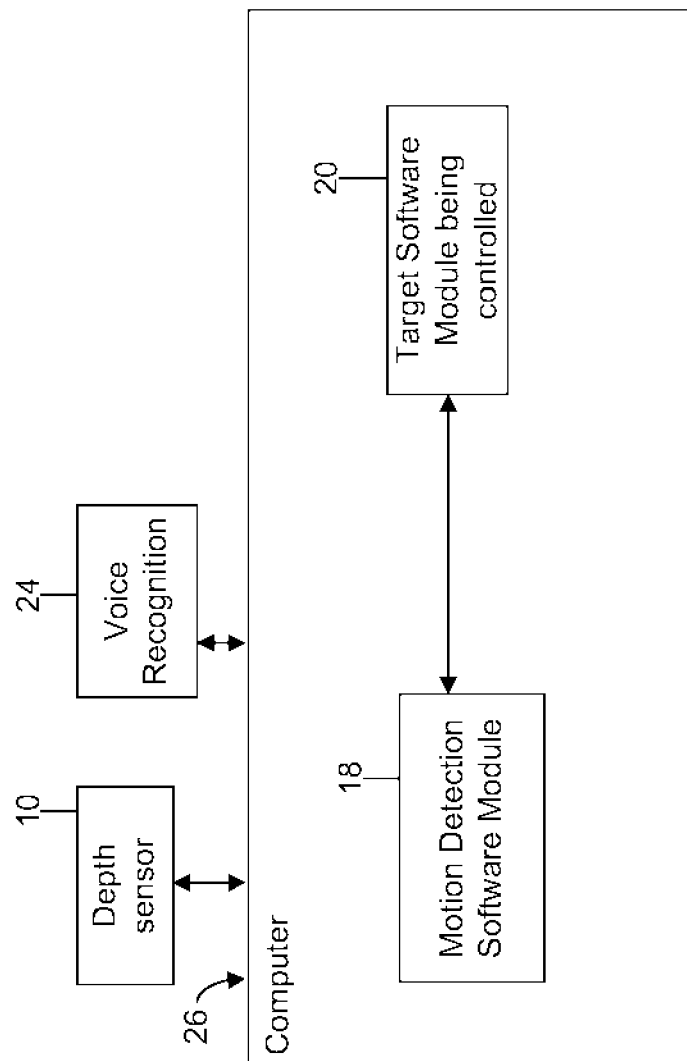 10
Depth
sensor
24
Voice
Recognition
26
Computer
18
Motion Detection
Software Module
20
Target Software
Module being
controlled